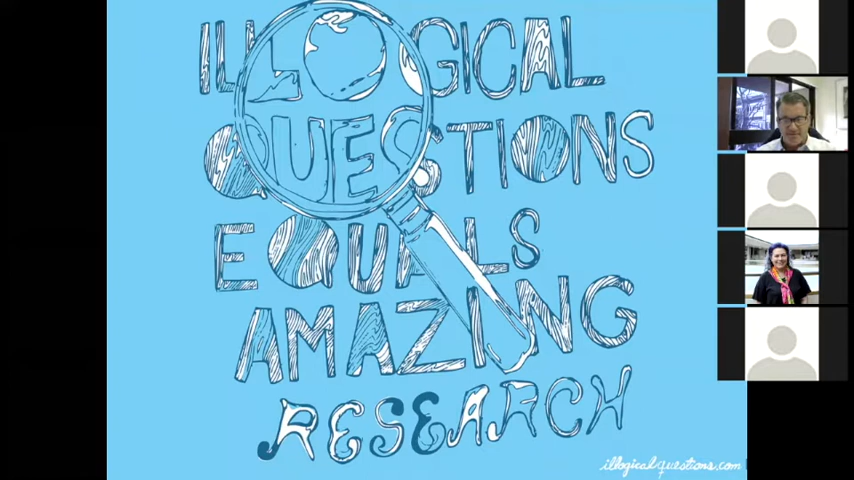 ILLOGICAL
QUESTIONS
EQUALS
AMAZING
RESEARCH
illogicalquestions.com